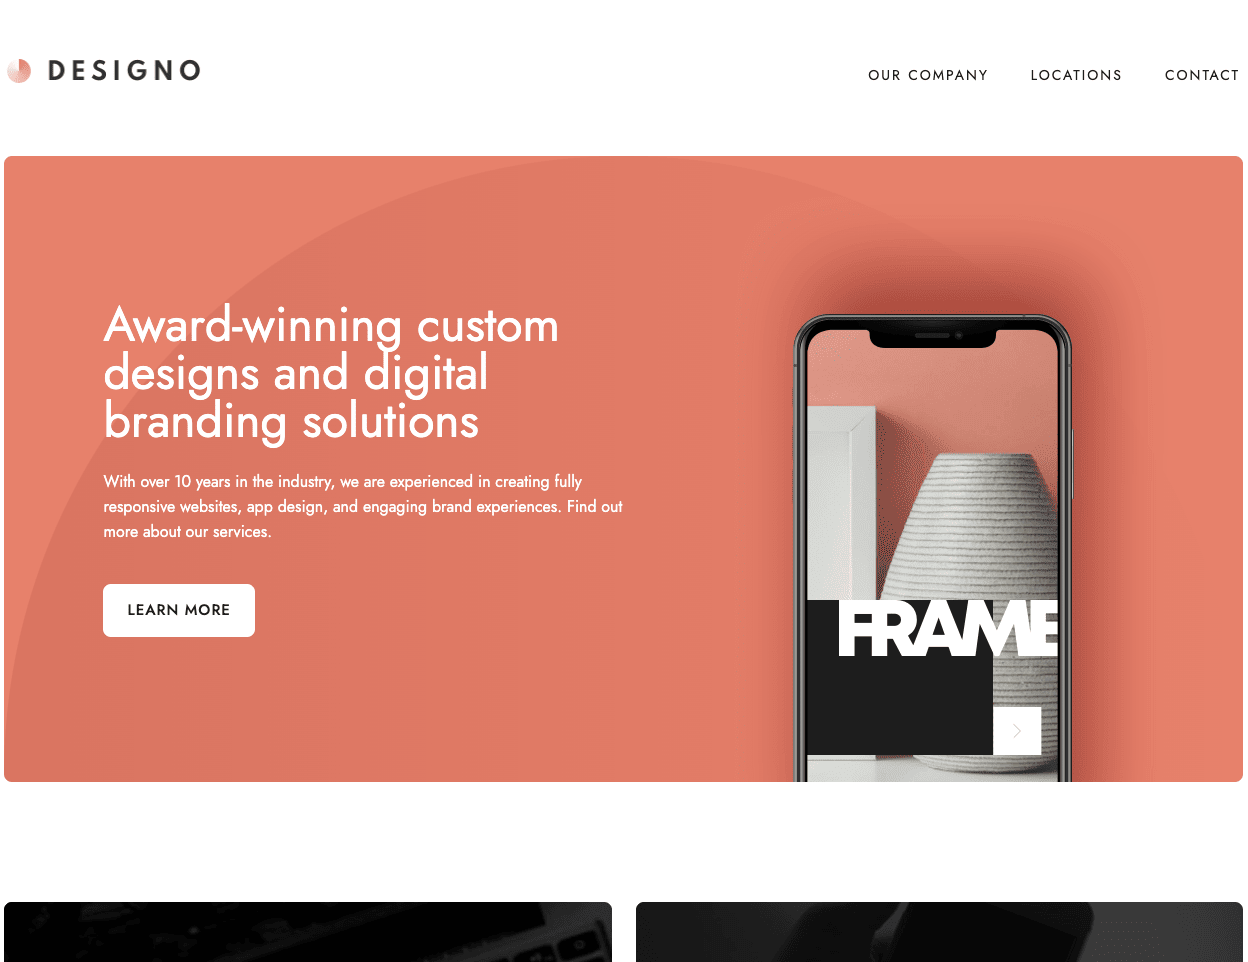 DESIGNO
OUR COMPANY
LOCATIONS
CONTACT
Award-winning custom
designs and digital
branding solutions
With over 10 years in the industry, we are experienced in creating fully
responsive websites, app design, and engaging brand experiences. Find out
more about our services.
LEARN MORE
FRAME